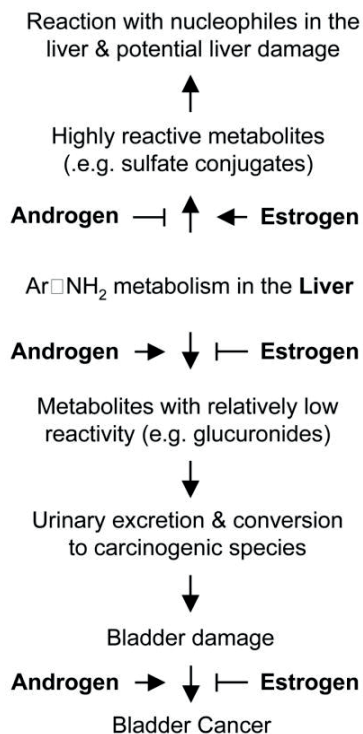 Reaction with nucleophiles in the
liver & potential liver damage
Highly reactive metabolites
(.e.g. sulfate conjugates)
Androgen Estrogen
Ar□NH₂ metabolism in the Liver
Androgen Estrogen
Metabolites with relatively low
reactivity (e.g. glucuronides)
Urinary excretion & conversion
to carcinogenic species
Bladder damage
Androgen Estrogen
Bladder Cancer